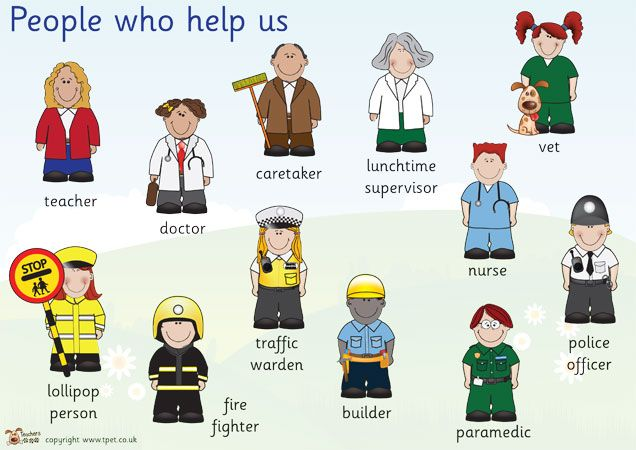 People who help us
teacher
doctor
caretaker
lunchtime
supervisor
vet
nurse
STOP
lollipop
person
fire
fighter
traffic
warden
builder
paramedic
police
officer
Teachers
copyright www.tpet.co.uk